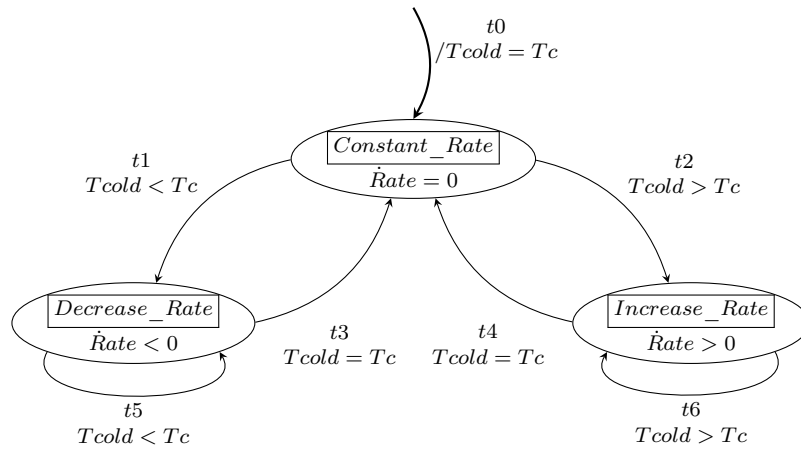 t0
/Tcold = Tc
Constant_Rate
Ṙate = 0
t1
Tcold < Tc
t2
Tcold > Tc
Decrease_Rate
Ṙate < 0
Increase_Rate
Ṙate > 0
t3
Tcold = Tc
t4
Tcold = Tc
t5
Tcold < Tc
t6
Tcold > Tc